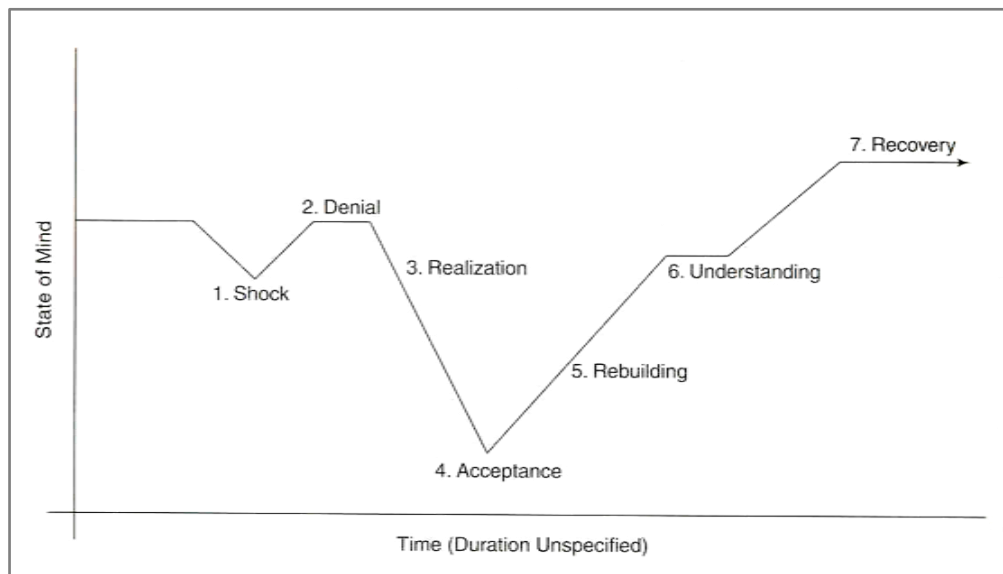 7. Recovery
2. Denial
3. Realization
6. Understanding
1. Shock
State of Mind
5. Rebuilding
4. Acceptance
Time (Duration Unspecified)